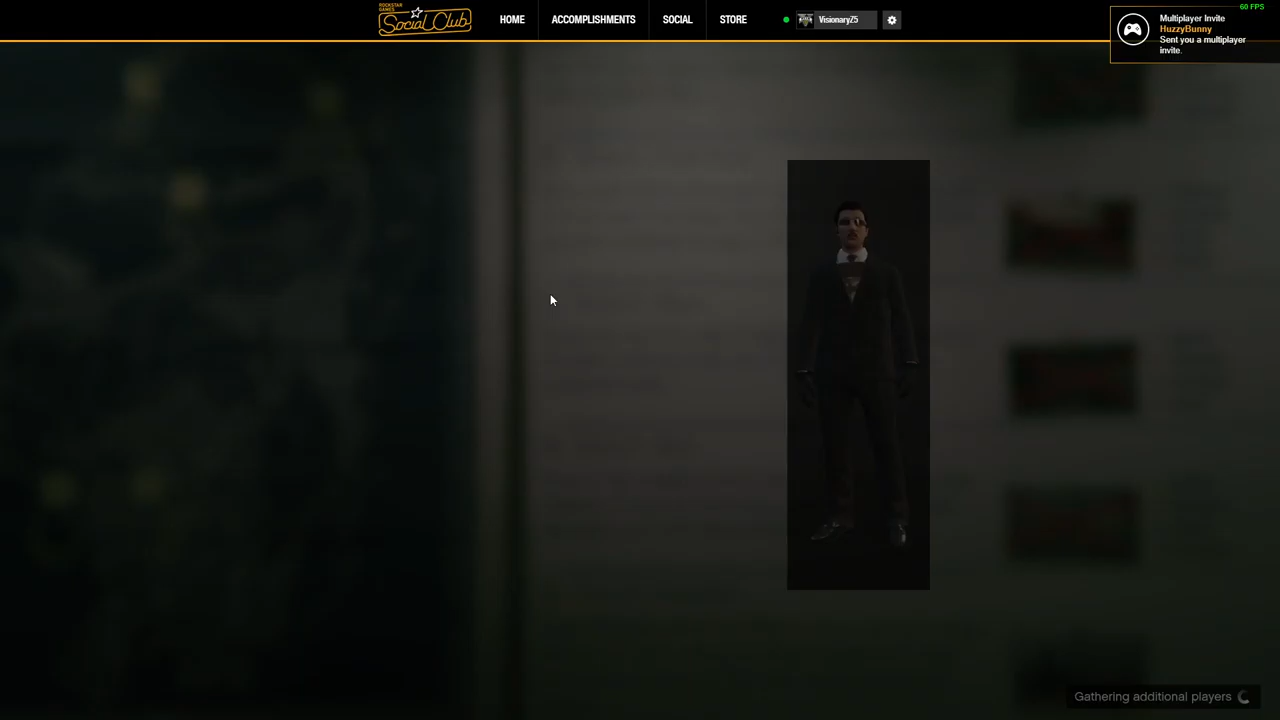 ROCKSTAR
GAMES
Social Club
HOME
ACCOMPLISHMENTS
SOCIAL
STORE
VisionaryZ5
60 FPS
Multiplayer Invite
HuzzyBunny
Sent you a multiplayer
invite.
Gathering additional players